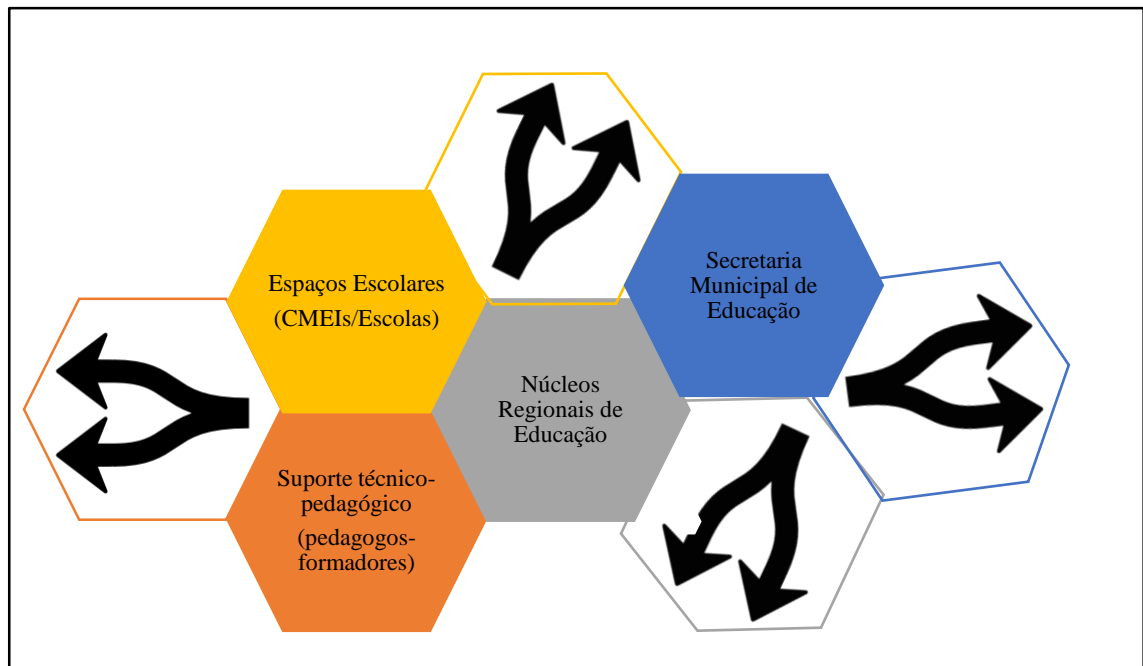 Espaços Escolares
(CMEIs/Escolas)
Secretaria
Municipal de
Educação
Núcleos
Regionais de
Educação
Suporte técnico-
pedagógico
(pedagogos-
formadores)